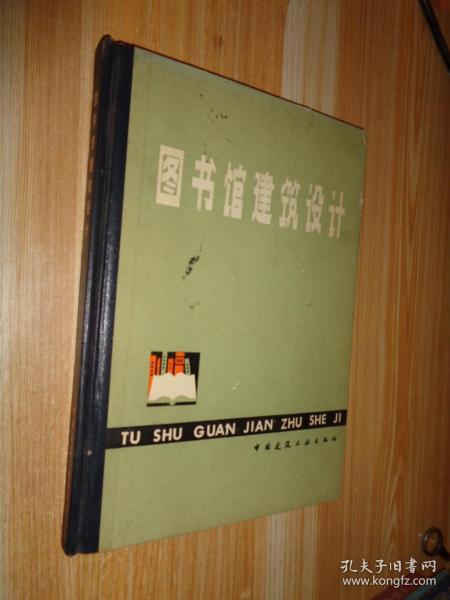 图书馆建筑设计
TU SHU GUAN JIAN ZHU SHE JI
中国建筑工业出版社
孔夫子旧书网
www.kongfz.com